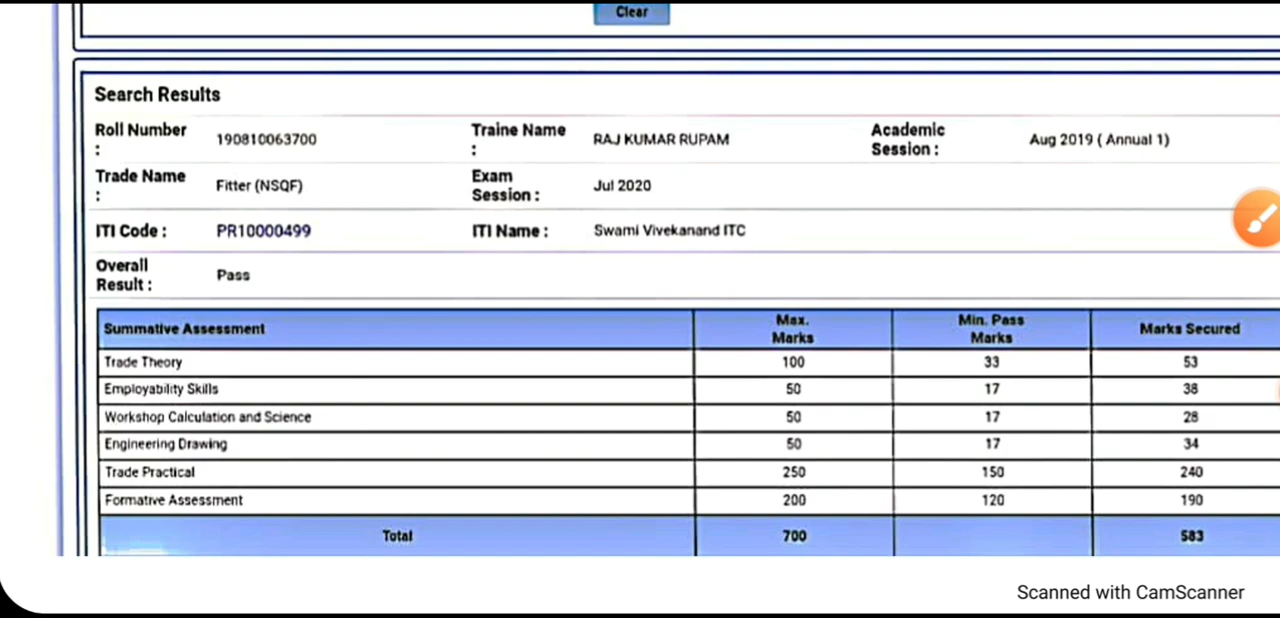 Clear
Search Results
Roll Number : 190810063700 Traine Name : RAJ KUMAR RUPAM Academic Session : Aug 2019 ( Annual 1)
Trade Name : Fitter (NSQF) Exam Session : Jul 2020
ITI Code : PR10000499 ITI Name : Swami Vivekanand ITC
Overall Result : Pass
Summative Assessment Max. Marks Min. Pass Marks Marks Secured
Trade Theory 100 33 53
Employability Skills 50 17 38
Workshop Calculation and Science 50 17 28
Engineering Drawing 50 17 34
Trade Practical 250 150 240
Formative Assessment 200 120 190
Total 700 583
Scanned with CamScanner